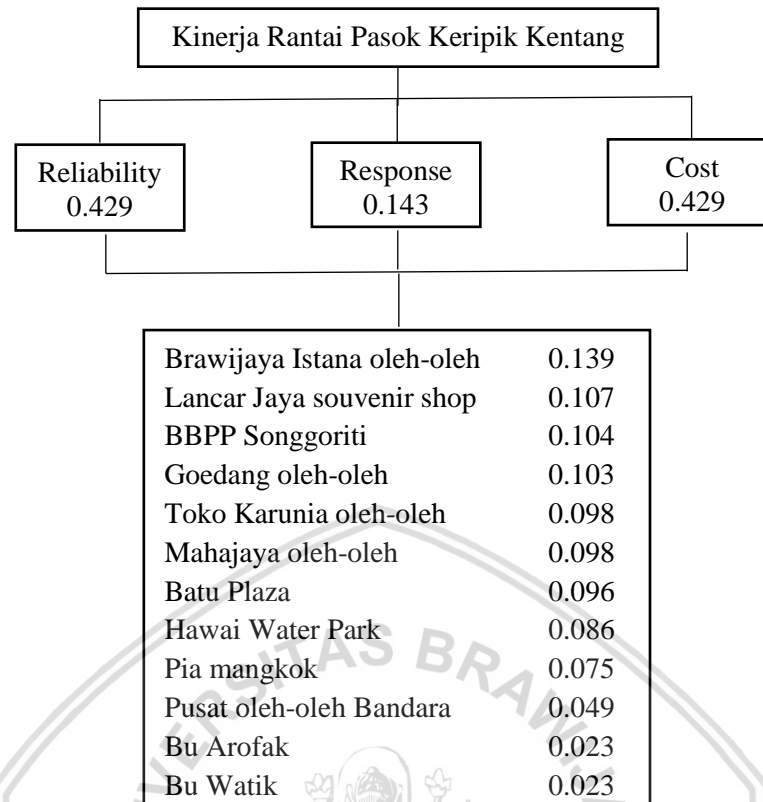 Kinerja Rantai Pasok Keripik Kentang
Reliability
0.429
Response
0.143
Cost
0.429
Brawijaya Istana oleh-oleh 0.139
Lancar Jaya souvenir shop 0.107
BBPP Songgoriti 0.104
Goedang oleh-oleh 0.103
Toko Karunia oleh-oleh 0.098
Mahajaya oleh-oleh 0.098
Batu Plaza 0.096
Hawai Water Park 0.086
Pia mangkok 0.075
Pusat oleh-oleh Bandara 0.049
Bu Arofak 0.023
Bu Watik 0.023